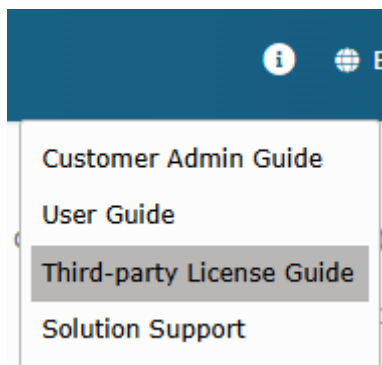 Customer Admin Guide
User Guide
Third-party License Guide
Solution Support